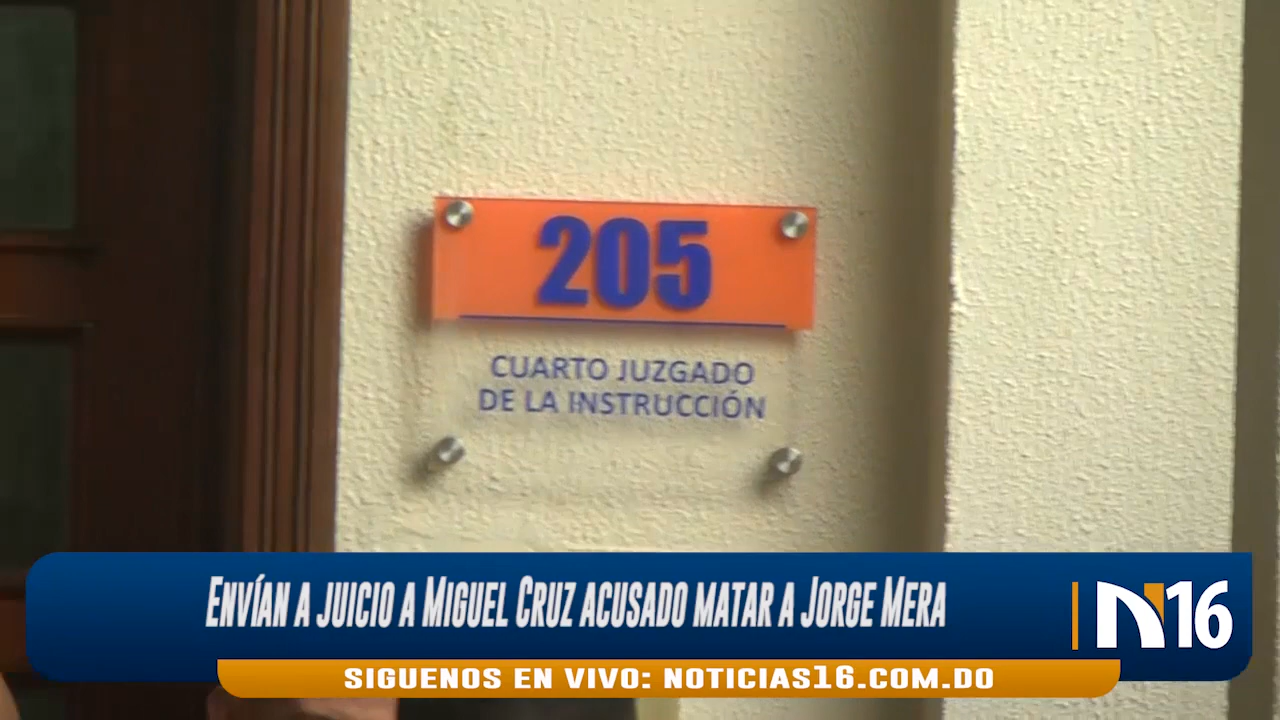 205
CUARTO JUZGADO
DE LA INSTRUCCIÓN
ENVÍAN A JUICIO A MIGUEL CRUZ ACUSADO MATAR A JORGE MERA
N16
SIGUENOS EN VIVO: NOTICIAS16.COM.DO